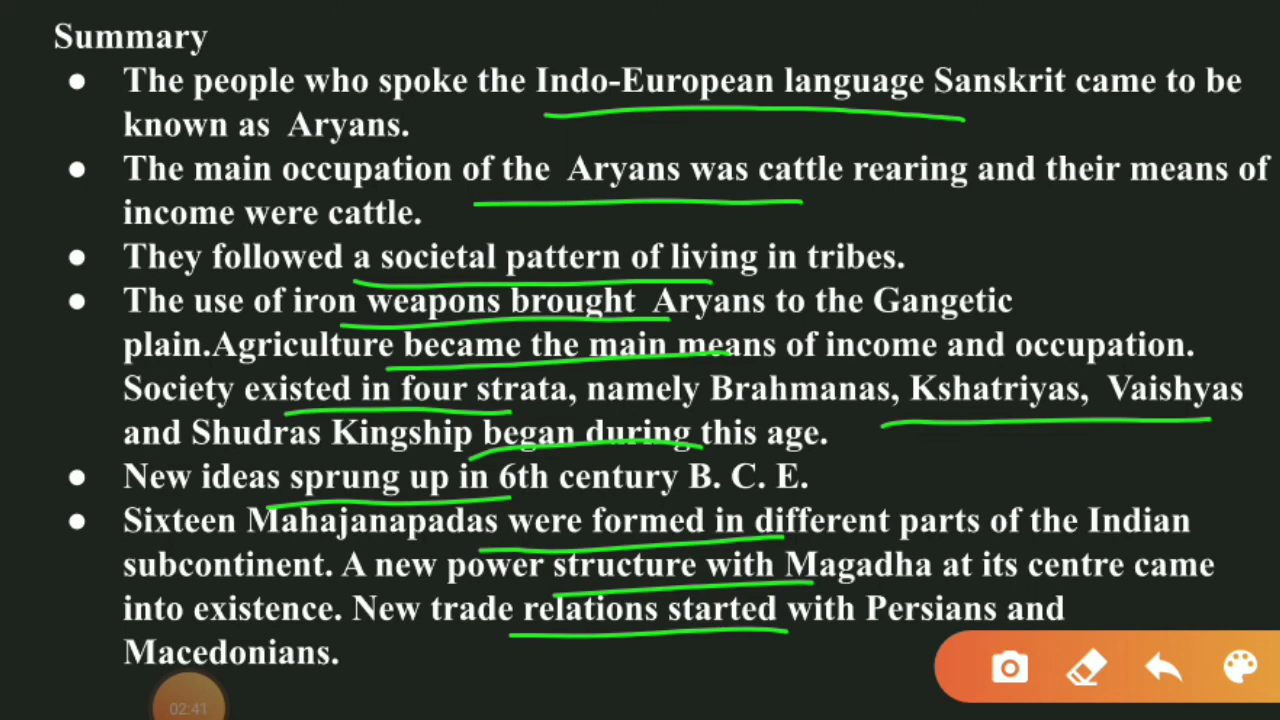 Summary
● The people who spoke the Indo-European language Sanskrit came to be
known as Aryans.
● The main occupation of the Aryans was cattle rearing and their means of
income were cattle.
● They followed a societal pattern of living in tribes.
● The use of iron weapons brought Aryans to the Gangetic
plain.Agriculture became the main means of income and occupation.
Society existed in four strata, namely Brahmanas, Kshatriyas, Vaishyas
and Shudras Kingship began during this age.
● New ideas sprung up in 6th century B. C. E.
● Sixteen Mahajanapadas were formed in different parts of the Indian
subcontinent. A new power structure with Magadha at its centre came
into existence. New trade relations started with Persians and
Macedonians.
02:41